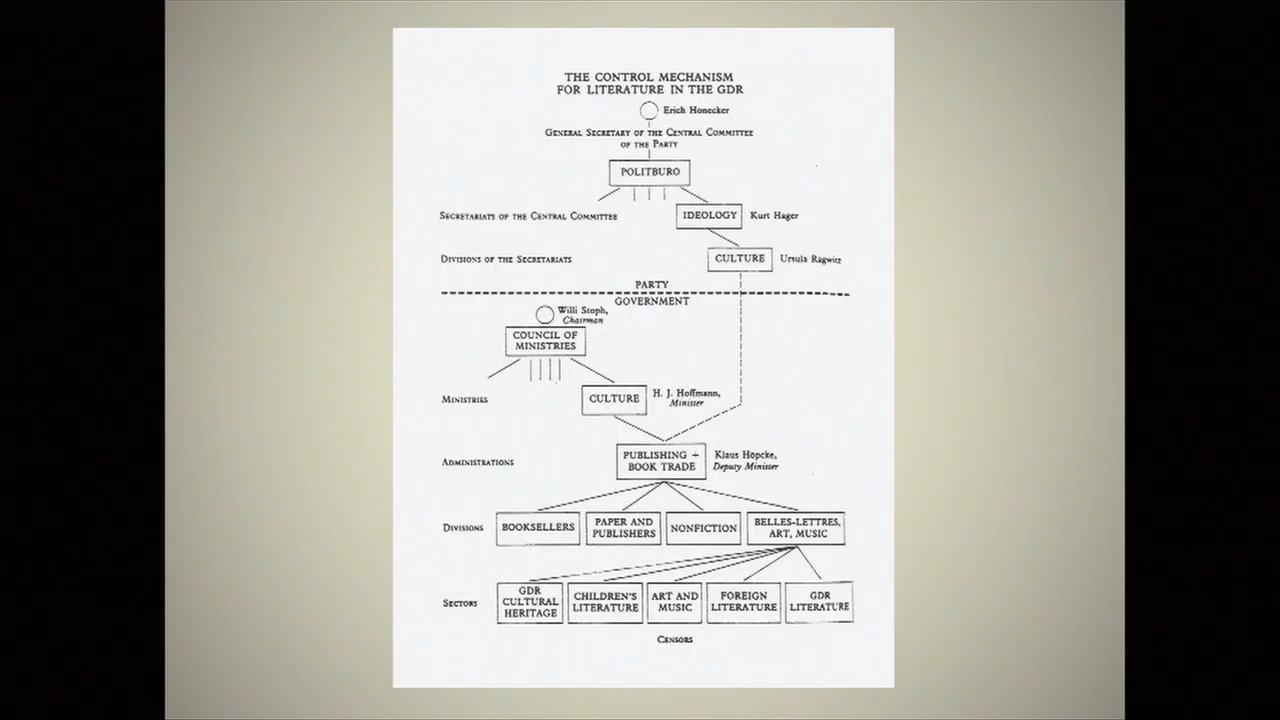 THE CONTROL MECHANISM
FOR LITERATURE IN THE GDR
Erich Honecker
GENERAL SECRETARY OF THE CENTRAL COMMITTEE
OF THE PARTY
POLITBURO
SECRETARIATS OF THE CENTRAL COMMITTEE
IDEOLOGY
Kurt Hager
DIVISIONS OF THE SECRETARIATS
CULTURE
Ursula Ragwitz
PARTY
GOVERNMENT
Willi Stoph,
Chairman
COUNCIL OF
MINISTRIES
MINISTRIES
CULTURE
H. J. Hoffmann,
Minister
ADMINISTRATIONS
PUBLISHING +
BOOK TRADE
Klaus Höpcke,
Deputy Minister
DIVISIONS
BOOKSELLERS
PAPER AND
PUBLISHERS
NONFICTION
BELLES-LETTRES,
ART, MUSIC
SECTORS
GDR
CULTURAL
HERITAGE
CHILDREN'S
LITERATURE
ART AND
MUSIC
FOREIGN
LITERATURE
GDR
LITERATURE
CENSORS